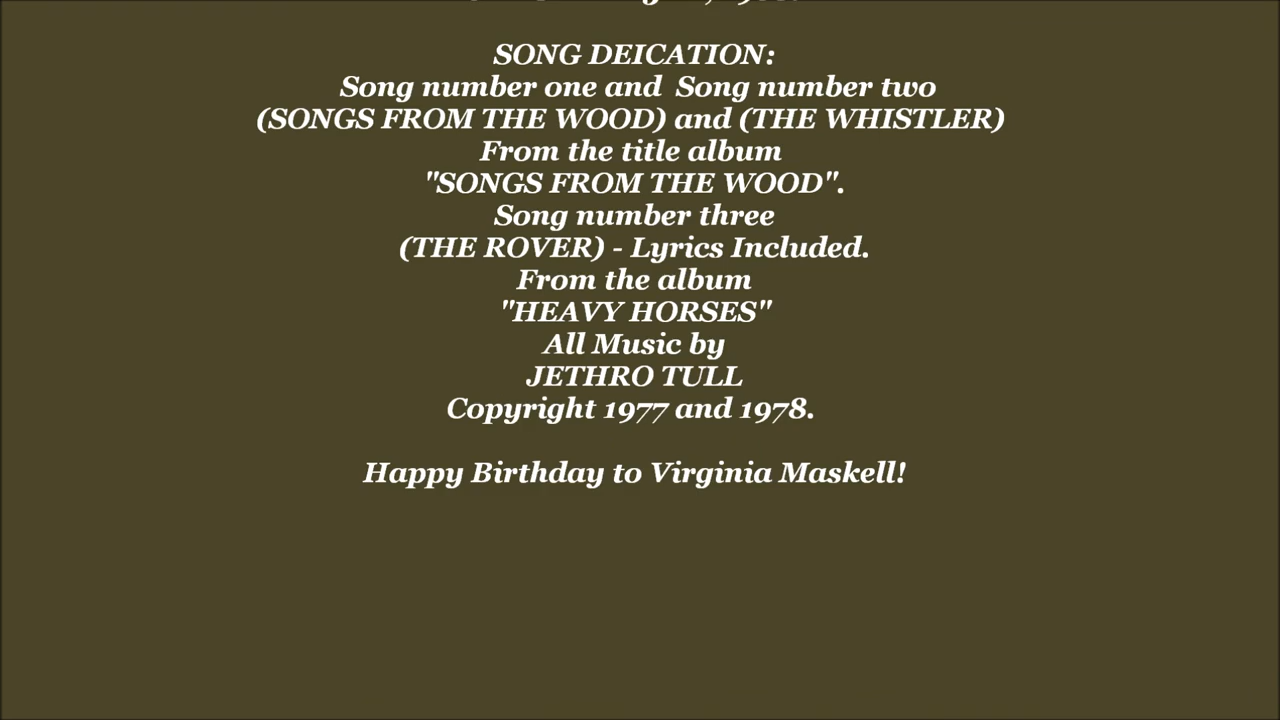 SONG DEICATION:
Song number one and Song number two
(SONGS FROM THE WOOD) and (THE WHISTLER)
From the title album
"SONGS FROM THE WOOD".
Song number three
(THE ROVER) - Lyrics Included.
From the album
"HEAVY HORSES"
All Music by
JETHRO TULL
Copyright 1977 and 1978.
Happy Birthday to Virginia Maskell!